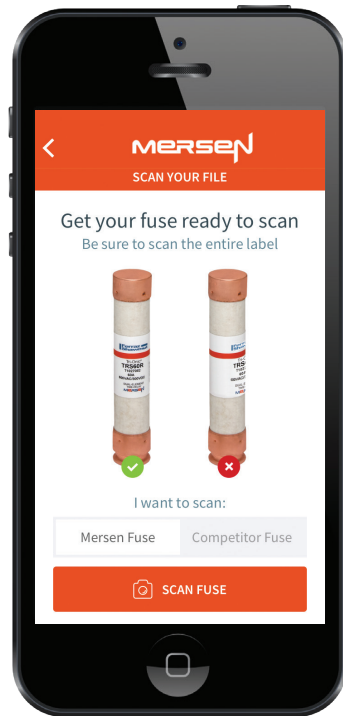 MERSEN
SCAN YOUR FILE
Get your fuse ready to scan
Be sure to scan the entire label
TRS60R
TRS
I want to scan:
Mersen Fuse
Competitor Fuse
SCAN FUSE